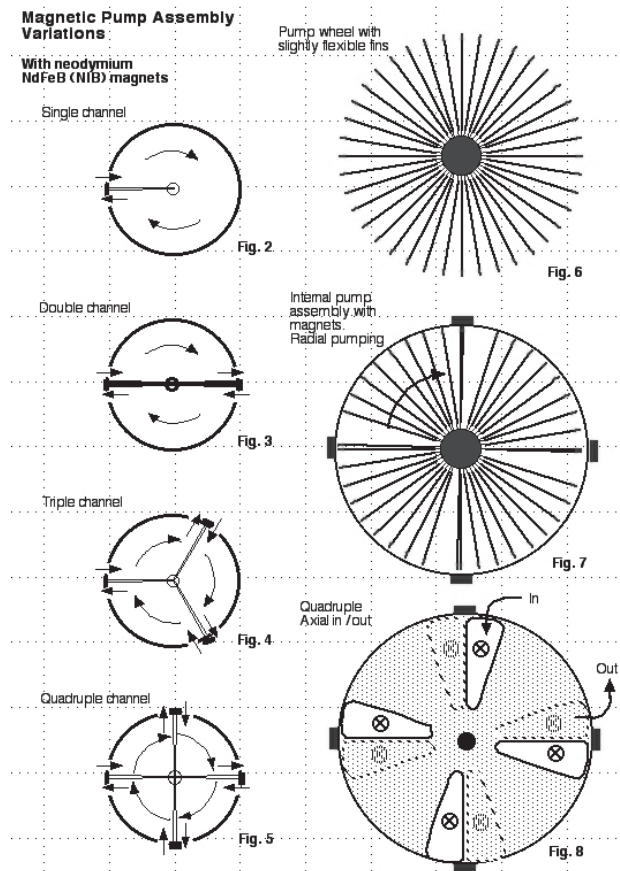 Magnetic Pump Assembly
Variations
With neodymium
NdFeB (NIB) magnets
Single channel
Fig. 2
Double channel
Fig. 3
Triple channel
Fig. 4
Quadruple channel
Fig. 5
Pump wheel with
slightly flexible fins
Fig. 6
Internal pump
assembly with
magnets.
Radial pumping
Fig. 7
Quadruple
Axial in /out
In
Out
Fig. 8